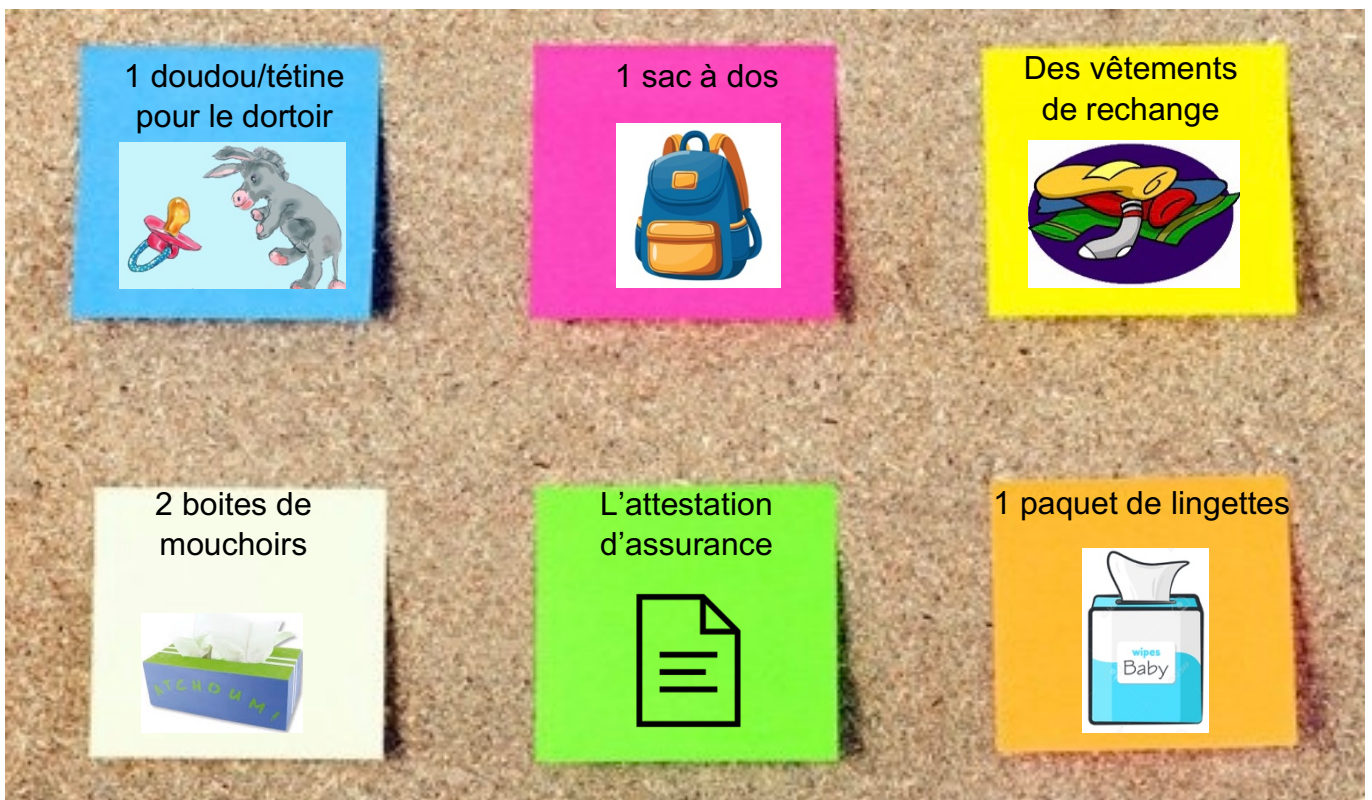 1 doudou/tétine
pour le dortoir
1 sac à dos
Des vêtements
de rechange
2 boites de
mouchoirs
ATCHOUM!
L’attestation
d’assurance
1 paquet de lingettes
wipes
Baby